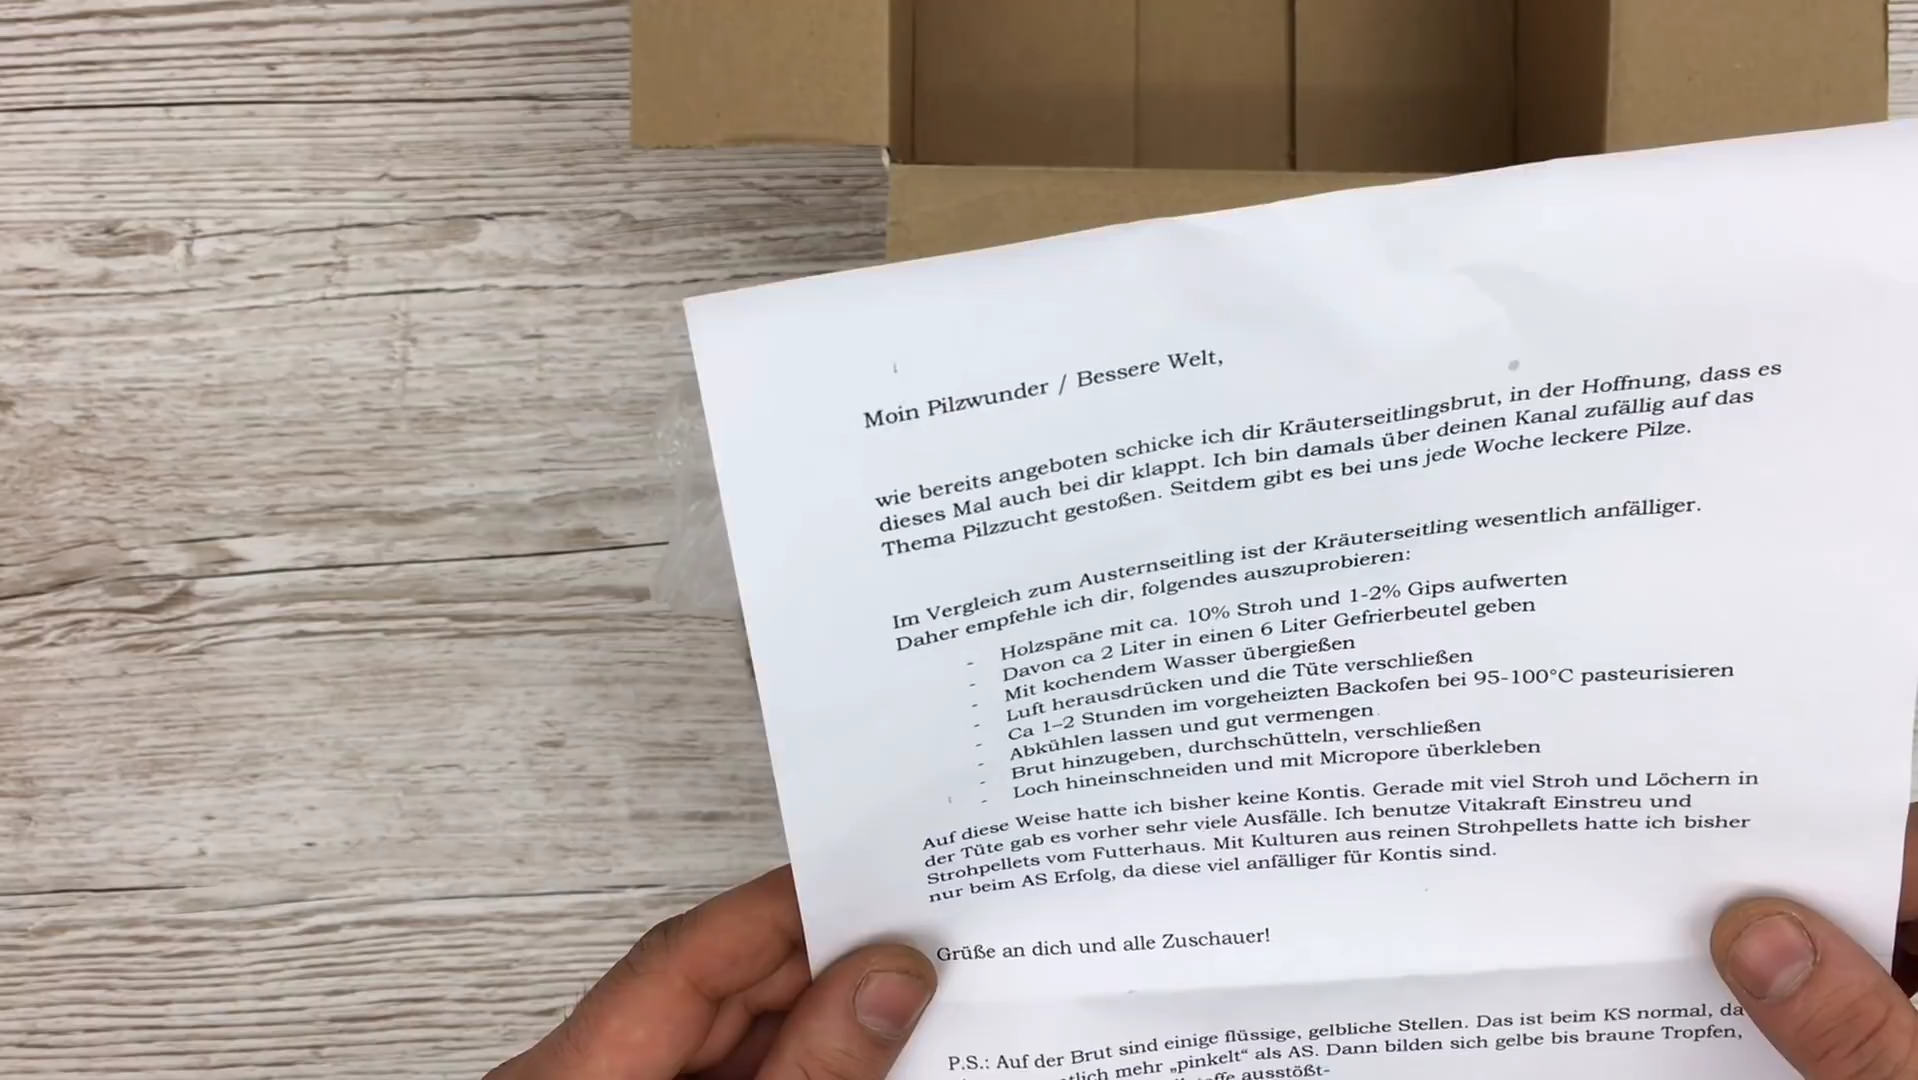 Moin Pilzwunder / Bessere Welt,
wie bereits angeboten schicke ich dir Kräuterseitlingsbrut, in der Hoffnung, dass es
dieses Mal auch bei dir klappt. Ich bin damals über deinen Kanal zufällig auf das
Thema Pilzzucht gestoßen. Seitdem gibt es bei uns jede Woche leckere Pilze.
Im Vergleich zum Austernseitling ist der Kräuterseitling wesentlich anfälliger.
Daher empfehle ich dir, folgendes auszuprobieren:
- Holzspäne mit ca. 10% Stroh und 1-2% Gips aufwerten
- Davon ca 2 Liter in einen 6 Liter Gefrierbeutel geben
- Mit kochendem Wasser übergießen
- Luft herausdrücken und die Tüte verschließen
- Ca 1–2 Stunden im vorgeheizten Backofen bei 95-100°C pasteurisieren
- Abkühlen lassen und gut vermengen
- Brut hinzugeben, durchschütteln, verschließen
- Loch hineinschneiden und mit Micropore überkleben
Auf diese Weise hatte ich bisher keine Kontis. Gerade mit viel Stroh und Löchern in
der Tüte gab es vorher sehr viele Ausfälle. Ich benutze Vitakraft Einstreu und
Strohpellets vom Futterhaus. Mit Kulturen aus reinen Strohpellets hatte ich bisher
nur beim AS Erfolg, da diese viel anfälliger für Kontis sind.
Grüße an dich und alle Zuschauer!
P.S.: Auf der Brut sind einige flüssige, gelbliche Stellen. Das ist beim KS normal, da
mehr „pinkelt“ als AS. Dann bilden sich gelbe bis braune Tropfen,
ausstößt-